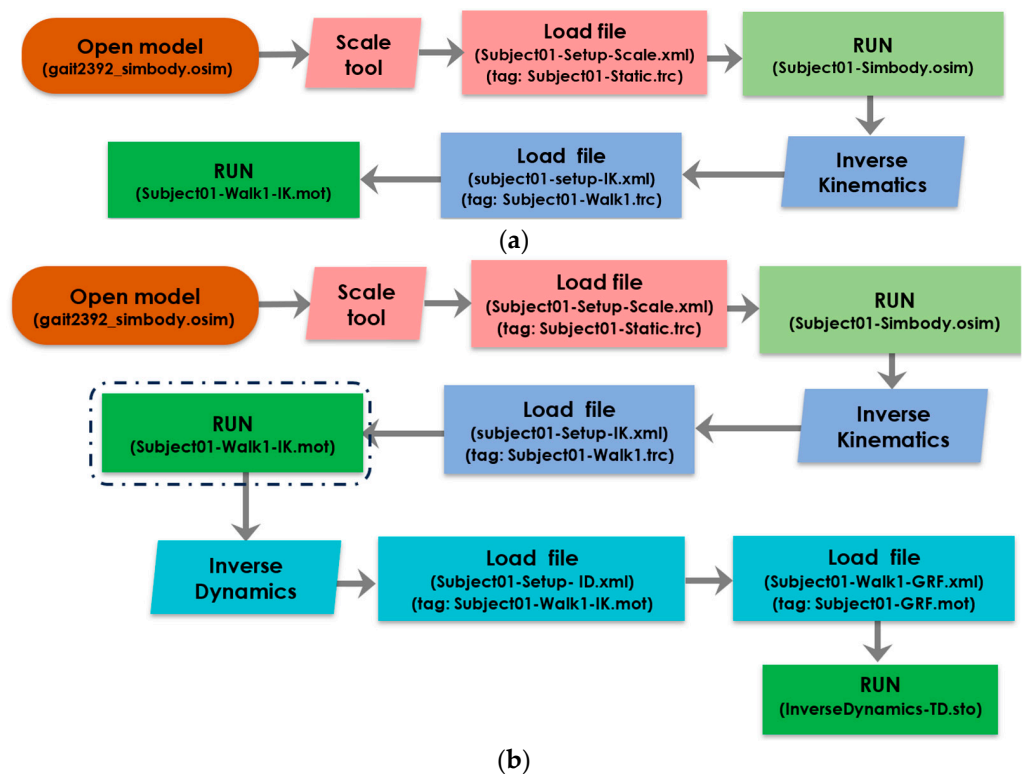 Open model
(gait2392_simbody.osim)
Scale
tool
Load file
(Subject01-Setup-Scale.xml)
(tag: Subject01-Static.trc)
RUN
(Subject01-Simbody.osim)
Inverse
Kinematics
Load file
(subject01-setup-IK.xml)
(tag: Subject01-Walk1.trc)
RUN
(Subject01-Walk1-IK.mot)
(a)
Open model
(gait2392_simbody.osim)
Scale
tool
Load file
(Subject01-Setup-Scale.xml)
(tag: Subject01-Static.trc)
RUN
(Subject01-Simbody.osim)
Inverse
Kinematics
Load file
(subject01-Setup-IK.xml)
(tag: Subject01-Walk1.trc)
RUN
(Subject01-Walk1-IK.mot)
Inverse
Dynamics
Load file
(Subject01-Setup- ID.xml)
(tag: Subject01-Walk1-IK.mot)
Load file
(Subject01-Walk1-GRF.xml)
(tag: Subject01-GRF.mot)
RUN
(InverseDynamics-TD.sto)
(b)